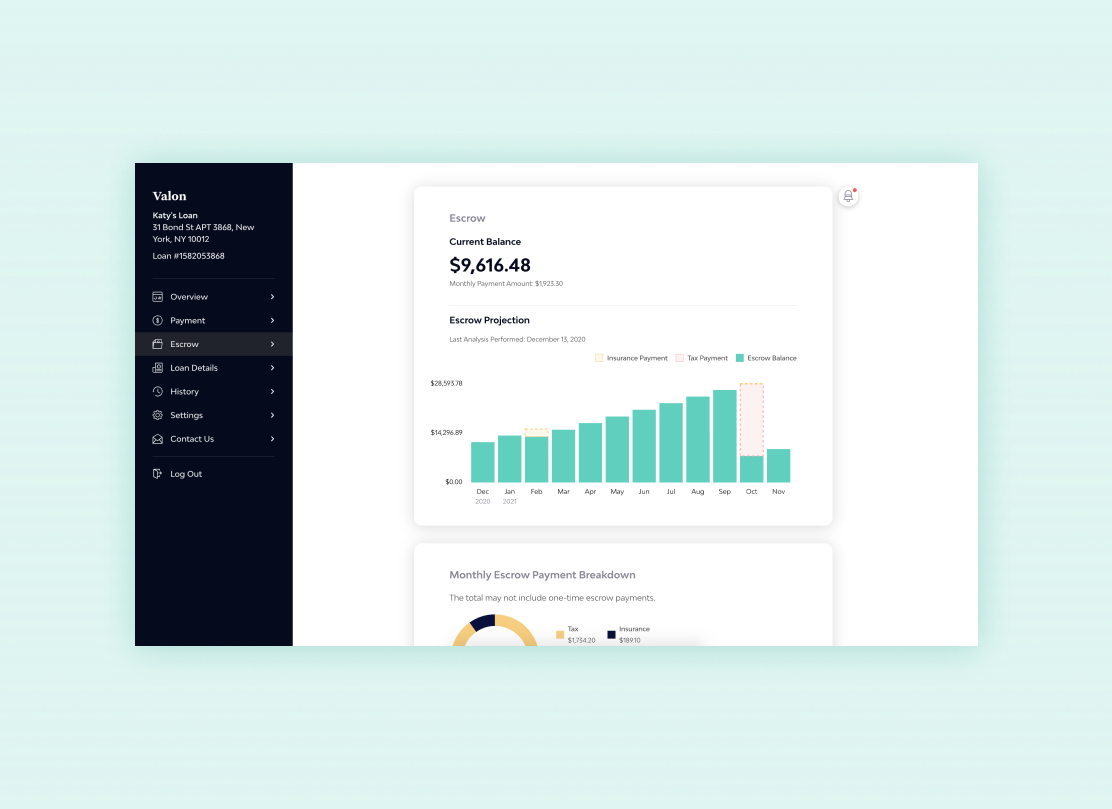 Valon
Katy's Loan
31 Bond St APT 3868, New
York, NY 10012
Loan #1582053868
Overview
Payment
Escrow
Loan Details
History
Settings
Contact Us
Log Out
Escrow
Current Balance
$9,616.48
Monthly Payment Amount: $1,923.30
Escrow Projection
Last Analysis Performed: December 13, 2020
Insurance Payment Tax Payment Escrow Balance
$28,593.78
$14,296.89
$0.00
Dec Jan Feb Mar Apr May Jun Jul Aug Sep Oct Nov
2020 2021
Monthly Escrow Payment Breakdown
The total may not include one-time escrow payments.
Tax Insurance
$1,734.20 $189.10